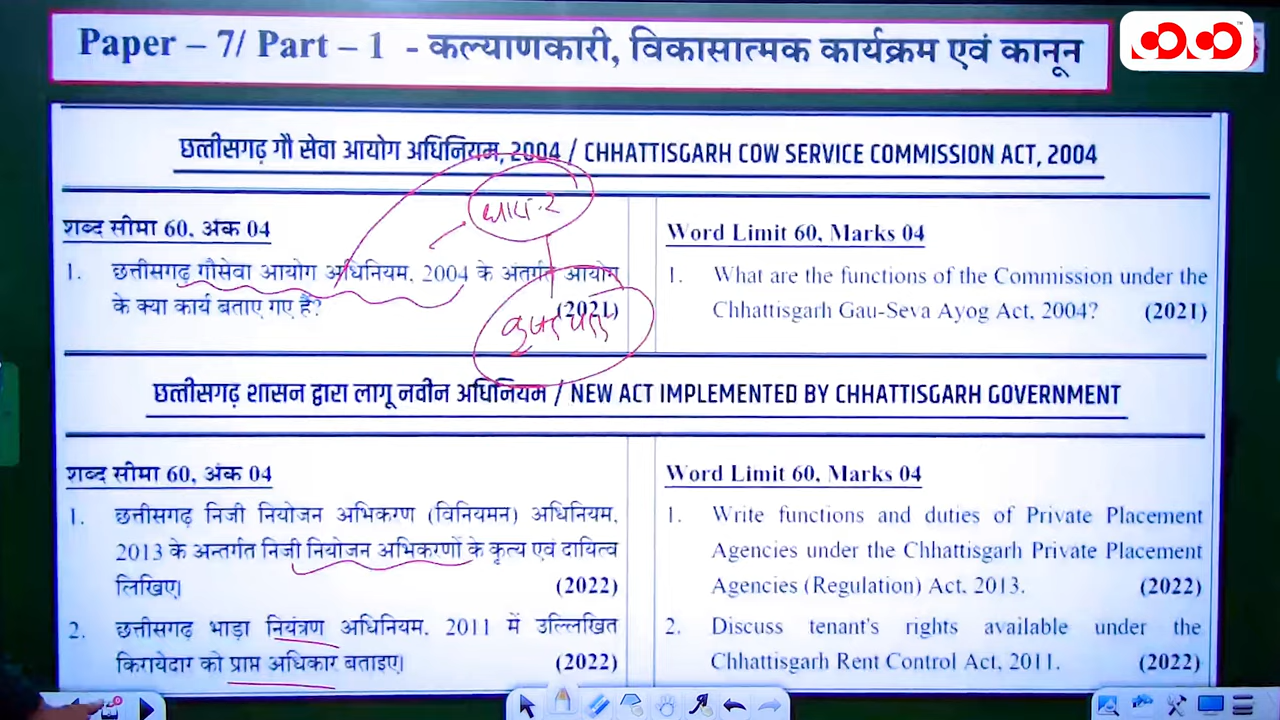 Paper – 7/ Part – 1 - कल्याणकारी, विकासात्मक कार्यक्रम एवं कानून
छत्तीसगढ़ गौ सेवा आयोग अधिनियम, 2004 / CHHATTISGARH COW SERVICE COMMISSION ACT, 2004
शब्द सीमा 60, अंक 04
1. छत्तीसगढ़ गौसेवा आयोग अधिनियम, 2004 के अंतर्गत आयोग
के क्या कार्य बताए गए हैं? (2021)
Word Limit 60, Marks 04
1. What are the functions of the Commission under the
Chhattisgarh Gau-Seva Ayog Act, 2004? (2021)
छत्तीसगढ़ शासन द्वारा लागू नवीन अधिनियम / NEW ACT IMPLEMENTED BY CHHATTISGARH GOVERNMENT
शब्द सीमा 60, अंक 04
1. छत्तीसगढ़ निजी नियोजन अभिकरण (विनियमन) अधिनियम,
2013 के अन्तर्गत निजी नियोजन अभिकरणों के कृत्य एवं दायित्व
लिखिए। (2022)
2. छत्तीसगढ़ भाड़ा नियंत्रण अधिनियम, 2011 में उल्लिखित
किरायेदार को प्राप्त अधिकार बताइए। (2022)
Word Limit 60, Marks 04
1. Write functions and duties of Private Placement
Agencies under the Chhattisgarh Private Placement
Agencies (Regulation) Act, 2013. (2022)
2. Discuss tenant's rights available under the
Chhattisgarh Rent Control Act, 2011. (2022)